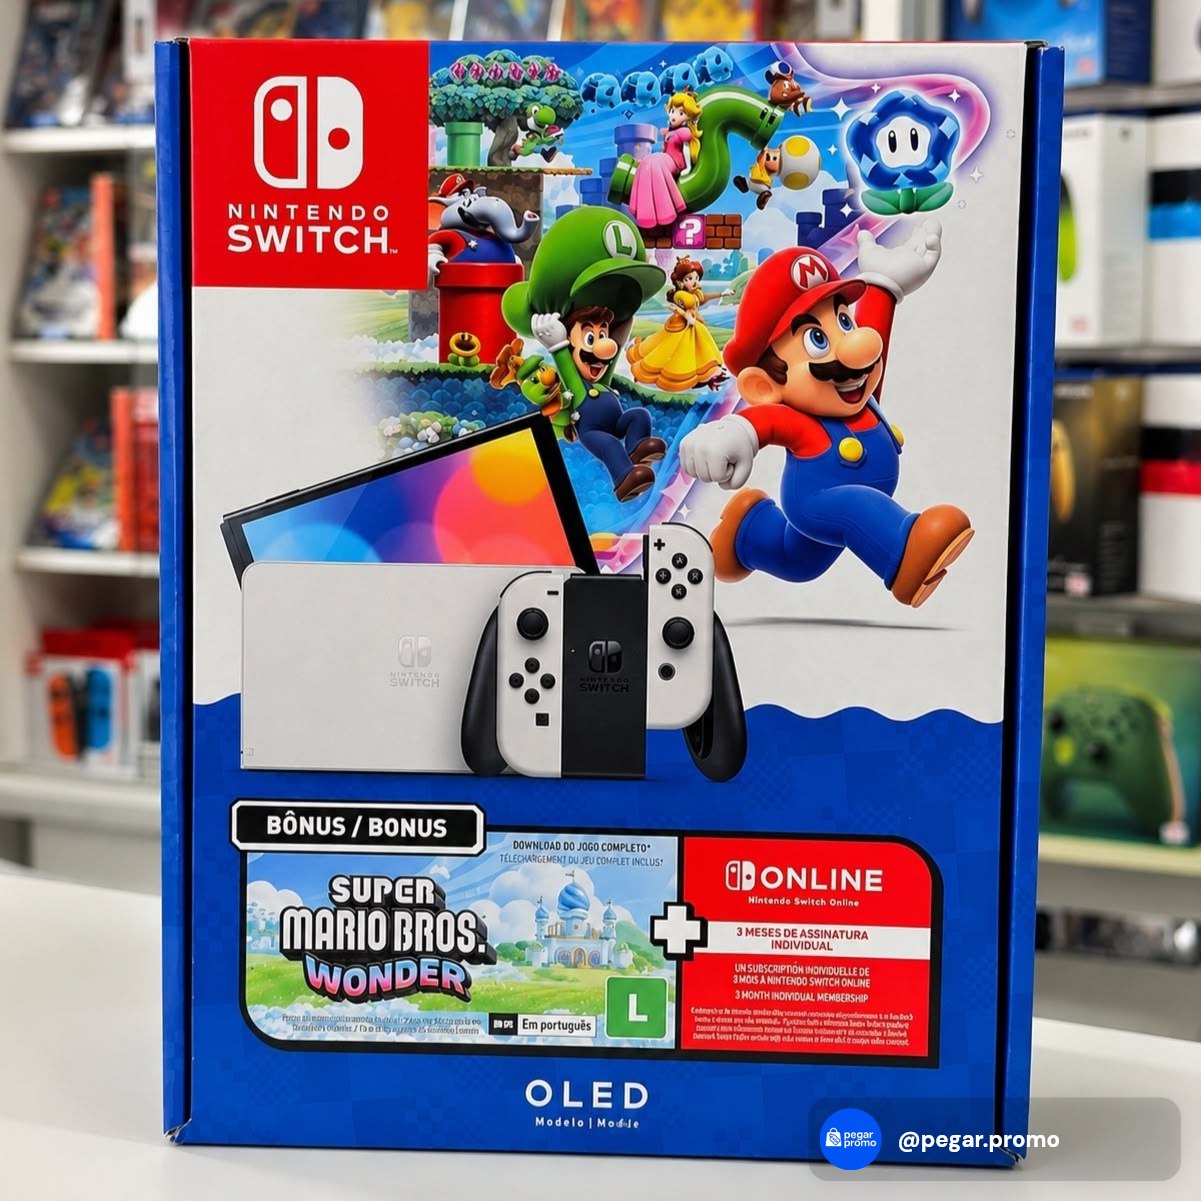 NINTENDO
SWITCH
TM
L
M
?
NINTENDO
SWITCH
NINTENDO
SWITCH
BÔNUS / BONUS
DOWNLOAD DO JOGO COMPLETO*
TÉLÉCHARGEMENT DU JEU COMPLET INCLUS*
SUPER
MARIO BROS.
WONDER
Em português
L
ONLINE
Nintendo Switch Online
3 MESES DE ASSINATURA
INDIVIDUAL
UN SUBSCRIPTION INDIVIDUELLE DE
3 MOIS À NINTENDO SWITCH ONLINE
3 MONTH INDIVIDUAL MEMBERSHIP
OLED
Modelo |
pegar
promo
@pegar.promo